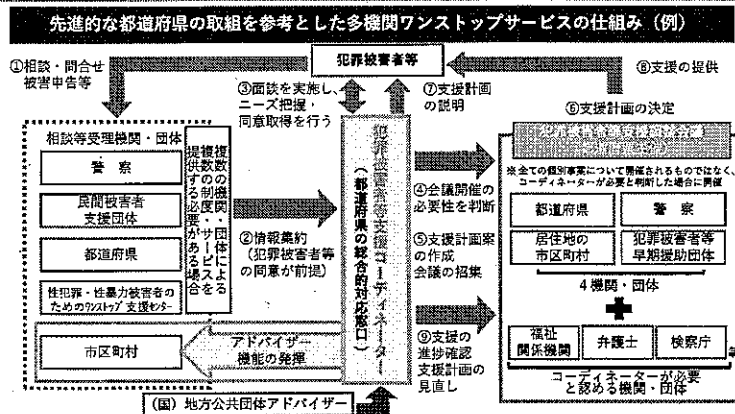 先進的な都道府県の取組を参考とした多機関ワンストップサービスの仕組み（例）
犯罪被害者等
①相談・問合せ
被害申告等
③面談を実施し、
ニーズ把握・
同意取得を行う
⑦支援計画
の説明
⑧支援の提供
⑥支援計画の決定
相談等受理機関・団体
警察
民間被害者
支援団体
都道府県
性犯罪・性暴力被害者の
ためのワンストップ支援センター
市区町村
複数の機関・団体による
複数の制度・サービスを
提供する必要がある場合
②情報集約
（犯罪被害者等
の同意が前提）
アドバイザー
機能の発揮
犯罪被害者等支援コーディネーター
（都道府県の総合的対応窓口）
④会議開催の
必要性を判断
⑤支援計画案
の作成
会議の招集
⑨支援の
進捗確認
支援計画の
見直し
犯罪被害者等支援調整会議
※全ての個別事案について開催されるものではなく、
コーディネーターが必要と判断した場合に開催
都道府県
警察
居住地の
市区町村
犯罪被害者等
早期援助団体
4機関・団体
＋
福祉
関係機関
弁護士
検察庁
等
コーディネーターが必要
と認める機関・団体
（国）地方公共団体アドバイザー